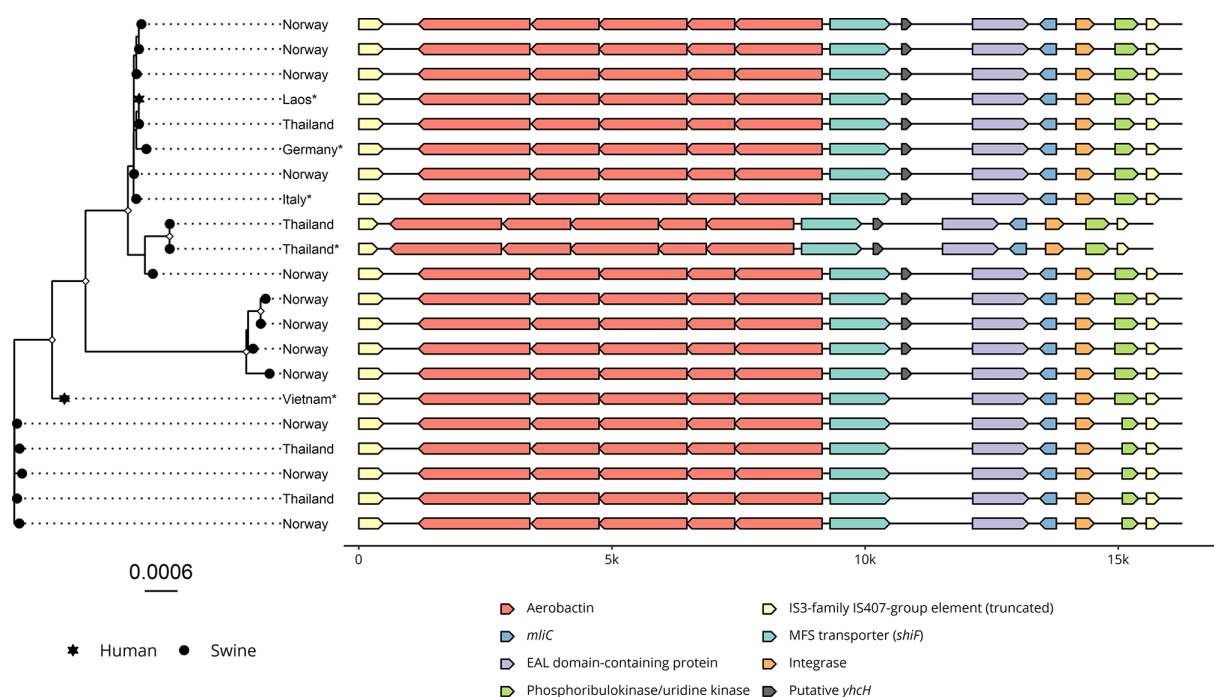 Norway
Norway
Norway
Laos*
Thailand
Germany*
Norway
Italy*
Thailand
Thailand*
Norway
Norway
Norway
Norway
Norway
Vietnam*
Norway
Thailand
Norway
Thailand
Norway
0 5k 10k 15k
0.0006
Human Swine
Aerobactin
mliC
EAL domain-containing protein
Phosphoribulokinase/uridine kinase
IS3-family IS407-group element (truncated)
MFS transporter (shiF)
Integrase
Putative yhcH